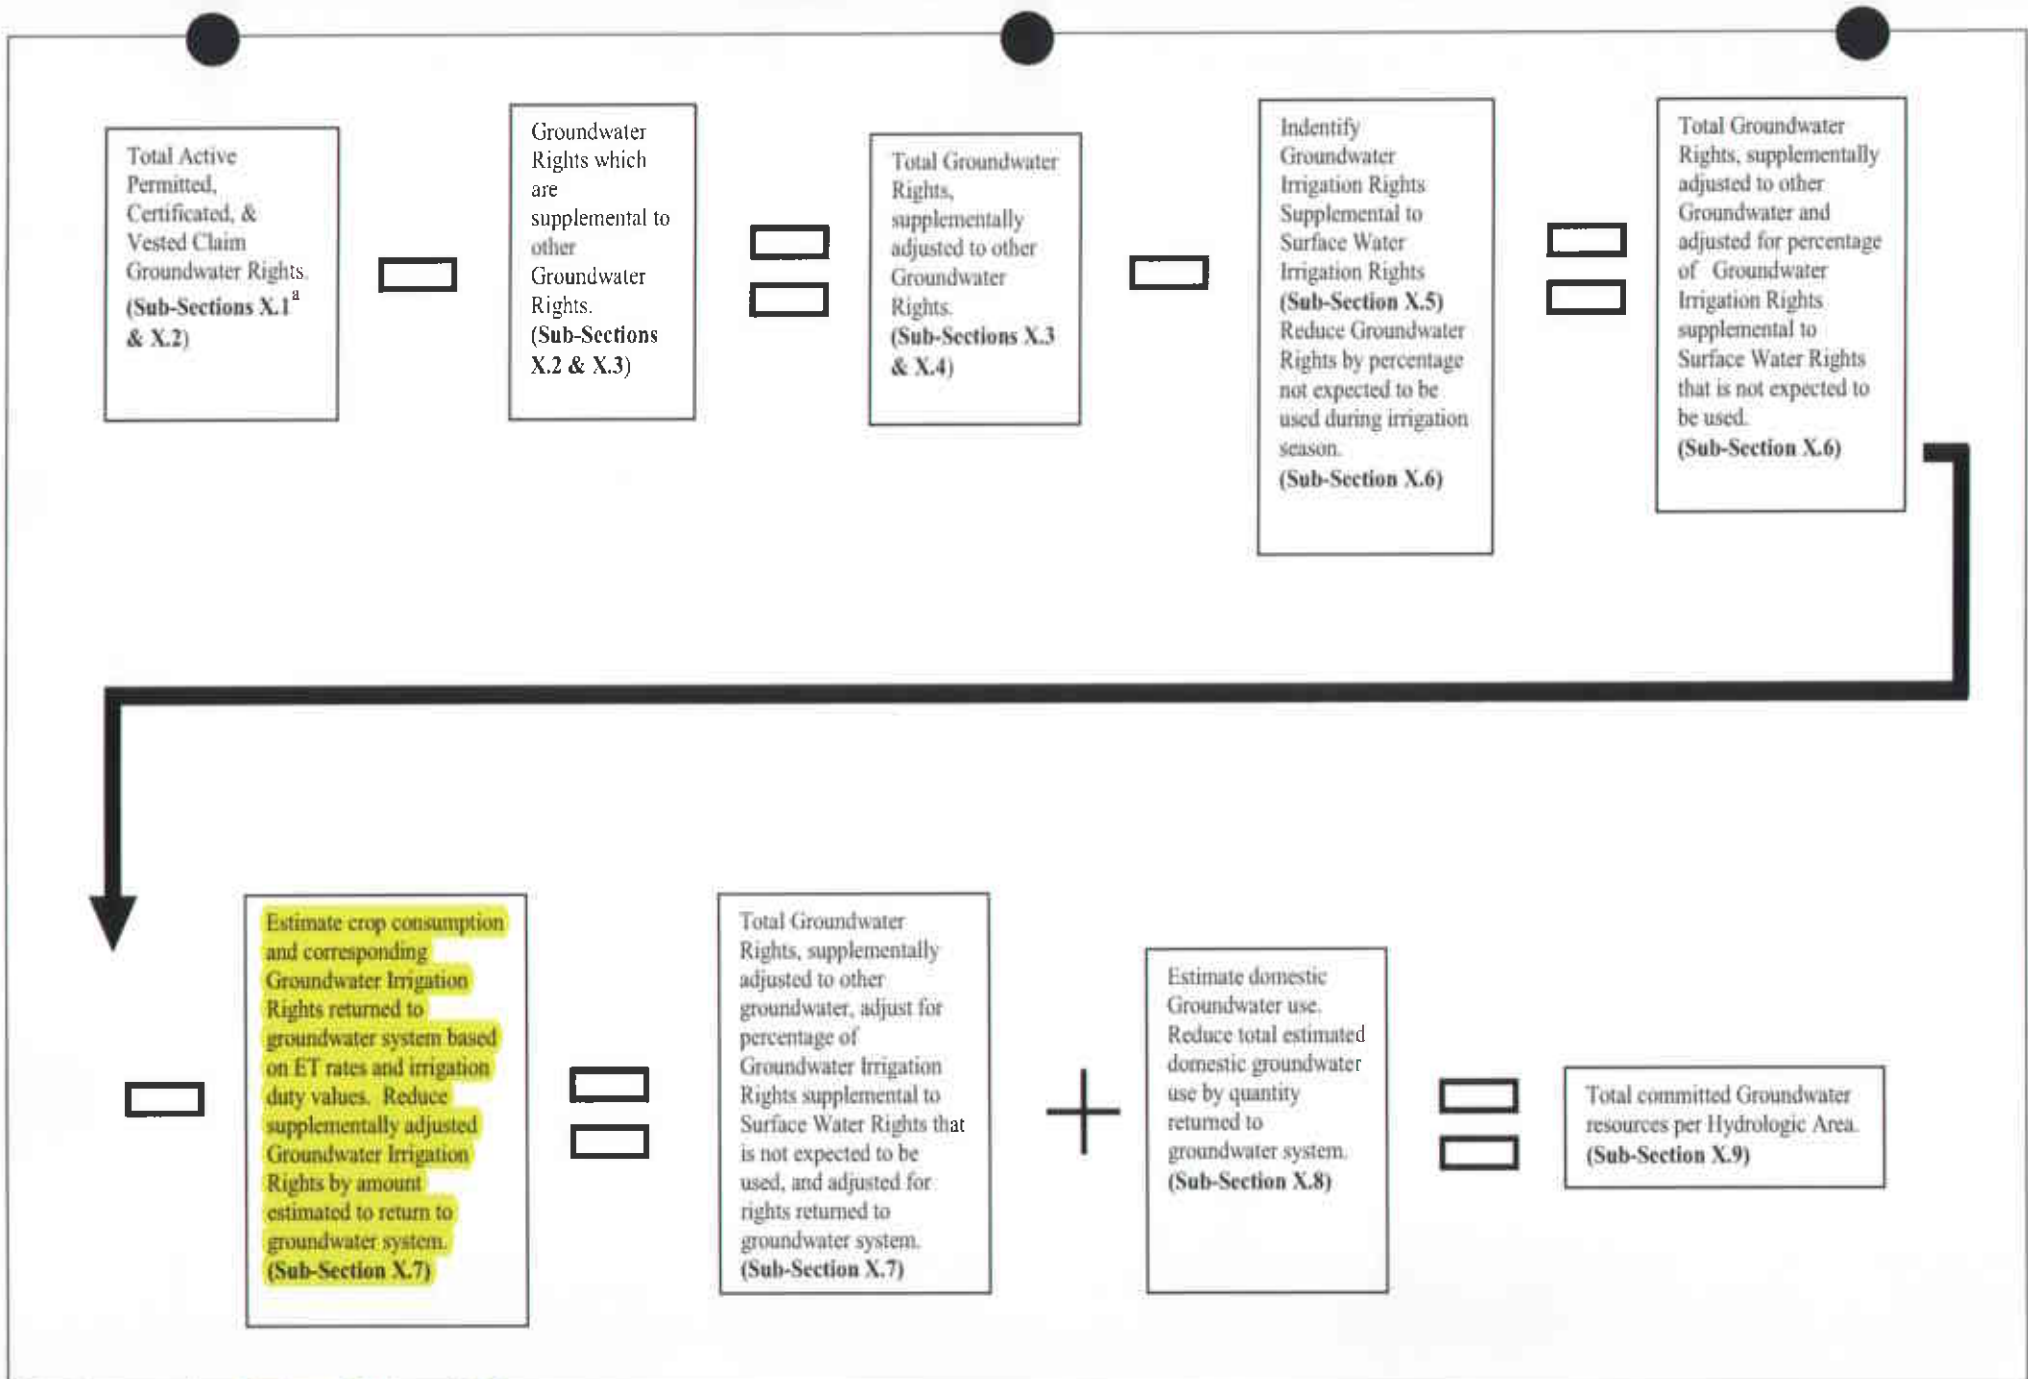 Total Active
Permitted,
Certificated, &
Vested Claim
Groundwater Rights.
(Sub-Sections X.1a
& X.2)
Groundwater
Rights which
are
supplemental to
other
Groundwater
Rights.
(Sub-Sections
X.2 & X.3)
Total Groundwater
Rights,
supplementally
adjusted to other
Groundwater
Rights.
(Sub-Sections X.3
& X.4)
Indentify
Groundwater
Irrigation Rights
Supplemental to
Surface Water
Irrigation Rights
(Sub-Section X.5)
Reduce Groundwater
Rights by percentage
not expected to be
used during irrigation
season.
(Sub-Section X.6)
Total Groundwater
Rights, supplementally
adjusted to other
Groundwater and
adjusted for percentage
of Groundwater
Irrigation Rights
supplemental to
Surface Water Rights
that is not expected to
be used.
(Sub-Section X.6)
Estimate crop consumption
and corresponding
Groundwater Irrigation
Rights returned to
groundwater system based
on ET rates and irrigation
duty values. Reduce
supplementally adjusted
Groundwater Irrigation
Rights by amount
estimated to return to
groundwater system.
(Sub-Section X.7)
Total Groundwater
Rights, supplementally
adjusted to other
groundwater, adjust for
percentage of
Groundwater Irrigation
Rights supplemental to
Surface Water Rights that
is not expected to be
used, and adjusted for
rights returned to
groundwater system.
(Sub-Section X.7)
Estimate domestic
Groundwater use.
Reduce total estimated
domestic groundwater
use by quantity
returned to
groundwater system.
(Sub-Section X.8)
Total committed Groundwater
resources per Hydrologic Area.
(Sub-Section X.9)